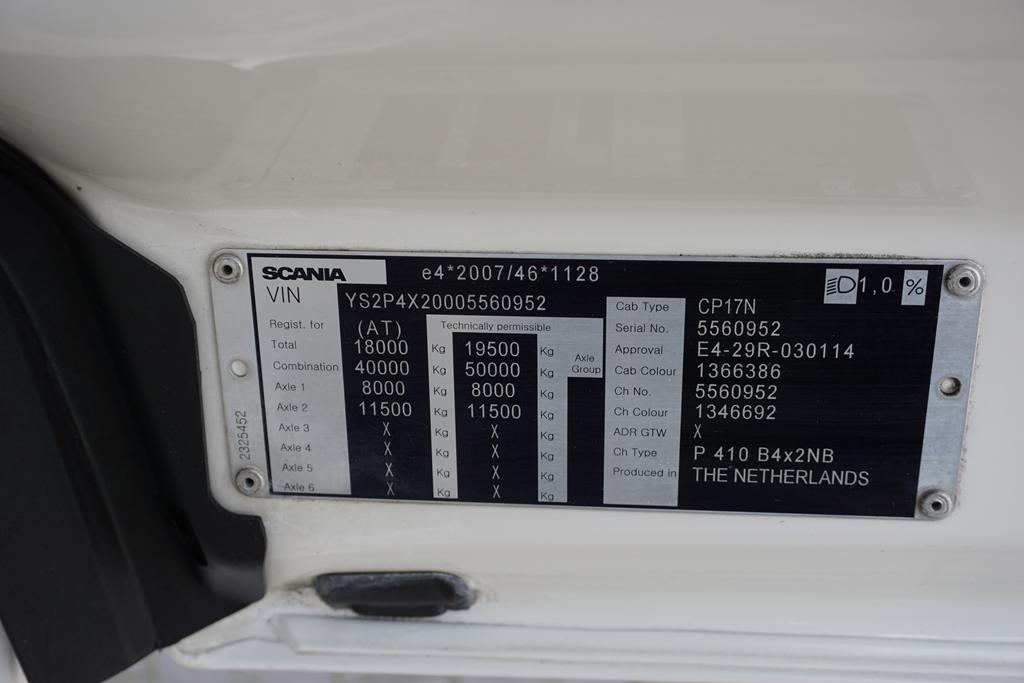 SCANIA e4*2007/46*1128 1,0 %
VIN YS2P4X20005560952
Regist. for (AT) Technically permissible
Total 18000 Kg 19500 Kg Axle Group
Combination 40000 Kg 50000 Kg
Axle 1 8000 Kg 8000 Kg
Axle 2 11500 Kg 11500 Kg
Axle 3 X Kg X Kg
Axle 4 X Kg X Kg
Axle 5 X Kg X Kg
Axle 6 X Kg X Kg
Cab Type CP17N
Serial No. 5560952
Approval E4-29R-030114
Cab Colour 1366386
Ch No. 5560952
Ch Colour 1346692
ADR GTW X
Ch Type P 410 B4x2NB
Produced in THE NETHERLANDS
2325452